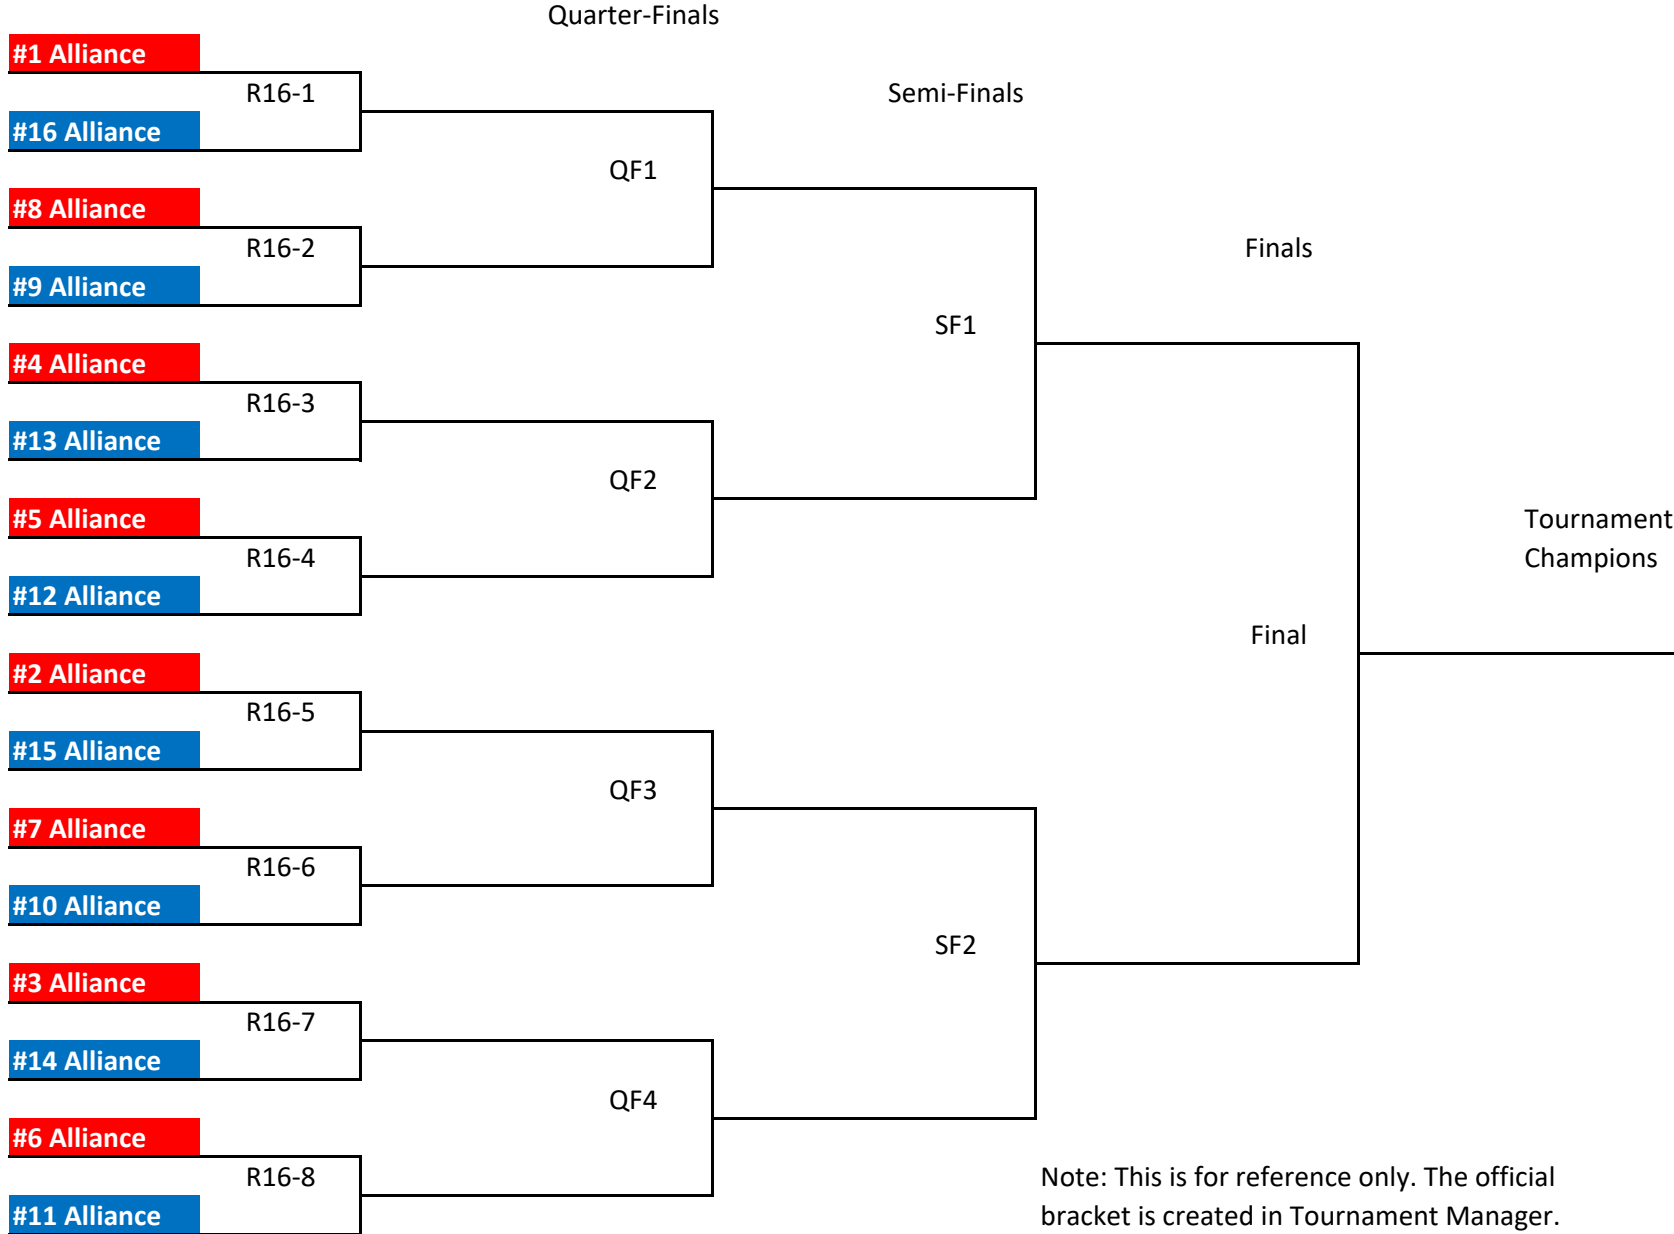 Quarter-Finals
#1 Alliance
R16-1
Semi-Finals
#16 Alliance
QF1
#8 Alliance
R16-2
Finals
#9 Alliance
SF1
#4 Alliance
R16-3
#13 Alliance
QF2
#5 Alliance
Tournament
Champions
R16-4
#12 Alliance
Final
#2 Alliance
R16-5
#15 Alliance
QF3
#7 Alliance
R16-6
#10 Alliance
SF2
#3 Alliance
R16-7
#14 Alliance
QF4
#6 Alliance
R16-8
#11 Alliance
Note: This is for reference only. The official
bracket is created in Tournament Manager.